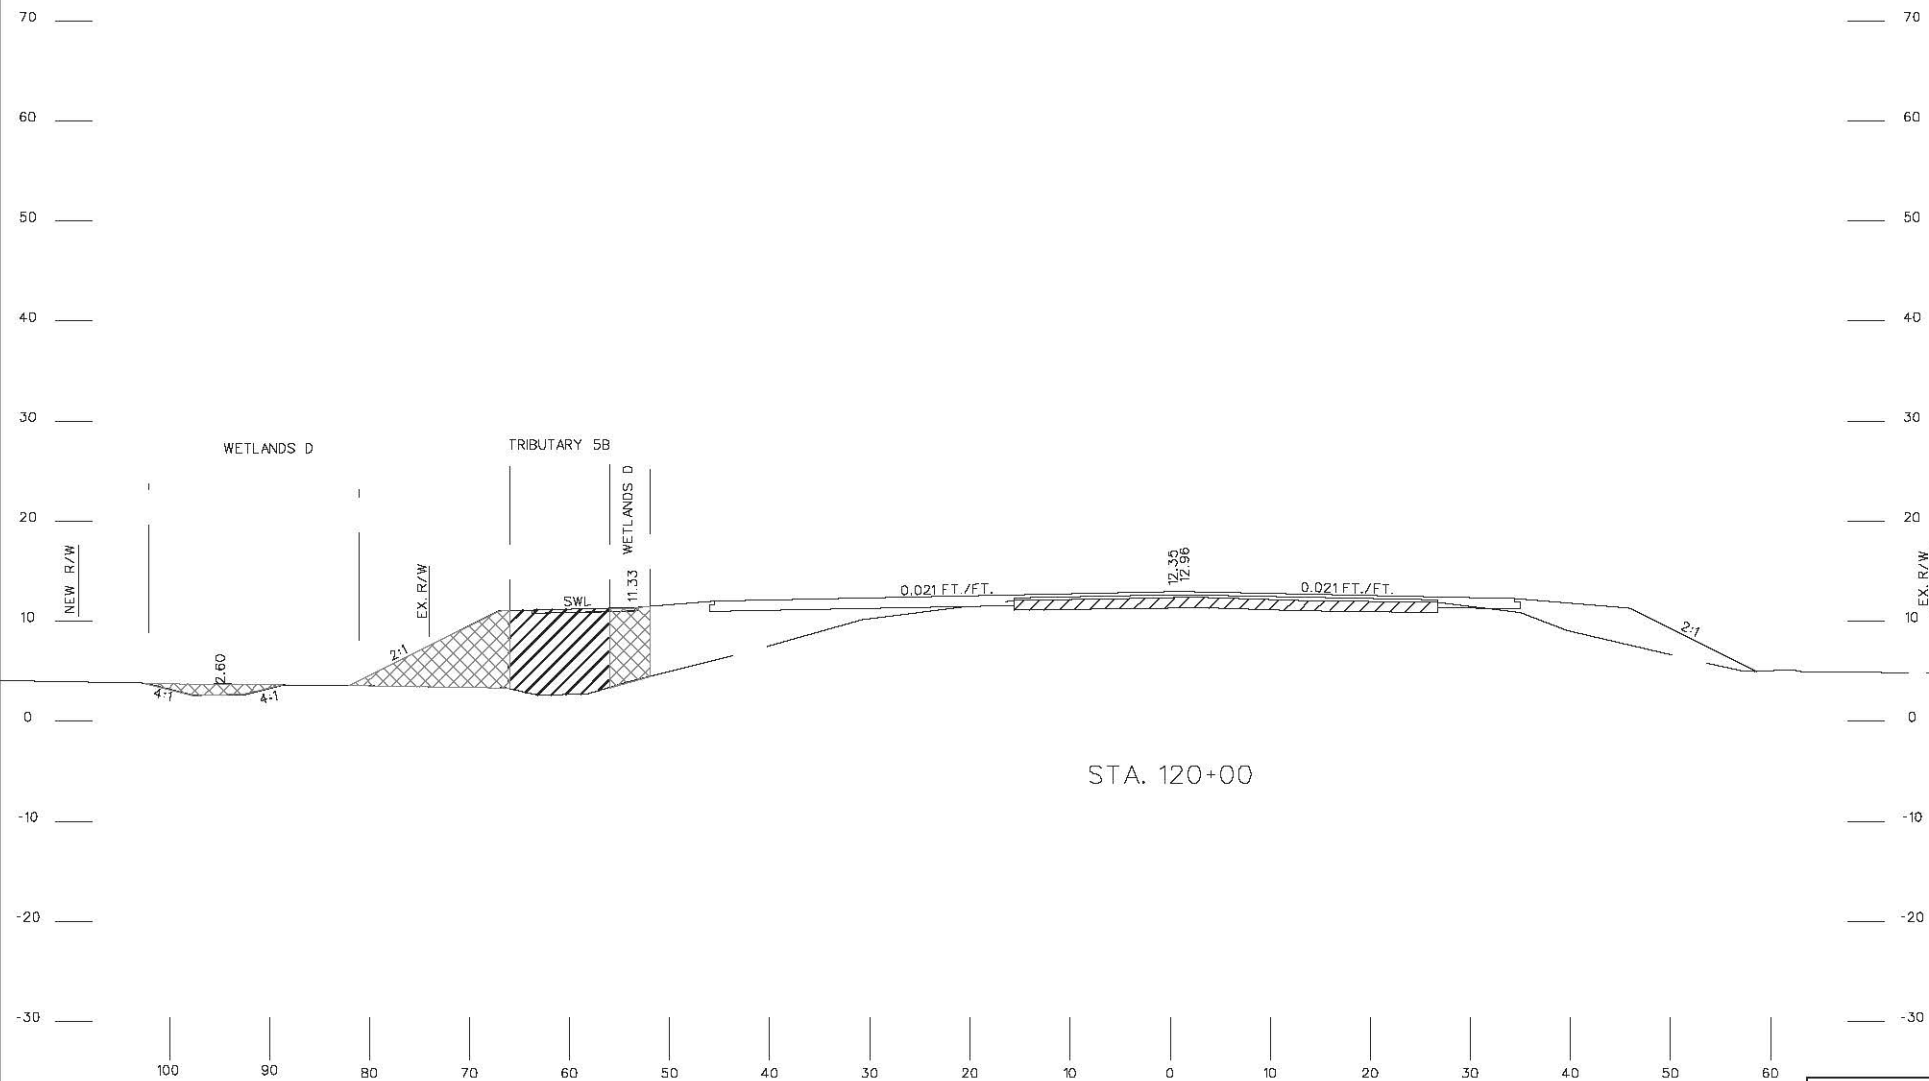 70 70
60 60
50 50
40 40
30 30
WETLANDS D
TRIBUTARY 5B
WETLANDS D
20 20
NEW R/W
EX. R/W
11.33
12.35
12.96
EX. R/W
SWL
0.021 FT./FT.
0.021 FT./FT.
10 10
2:1
2:1
2.60
4:1
4:1
0 0
STA. 120+00
-10 -10
-20 -20
-30 -30
100 90 80 70 60 50 40 30 20 10 0 10 20 30 40 50 60